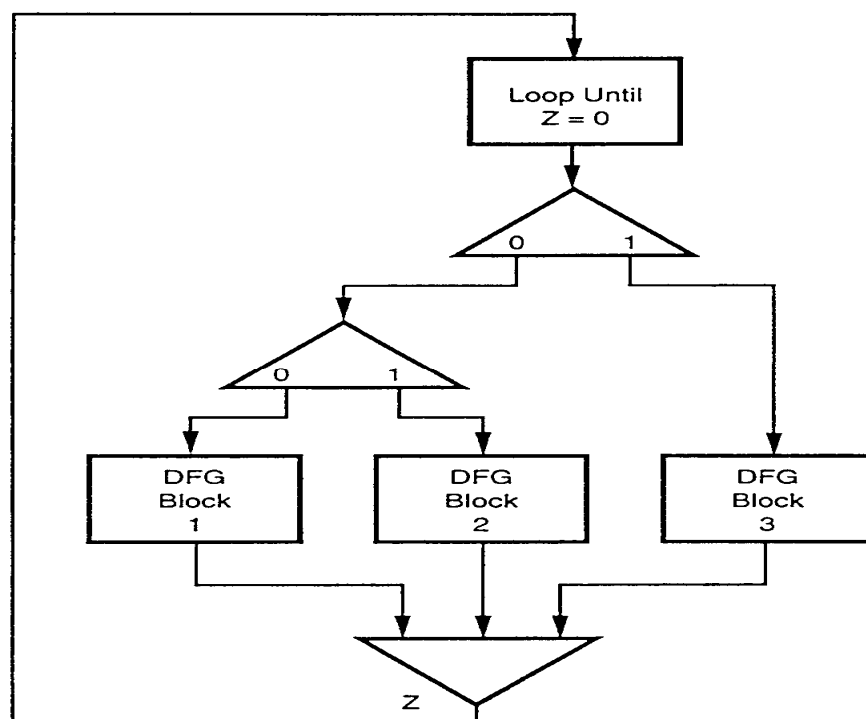 Loop Until
Z = 0
0 1
0 1
DFG
Block
1
DFG
Block
2
DFG
Block
3
Z